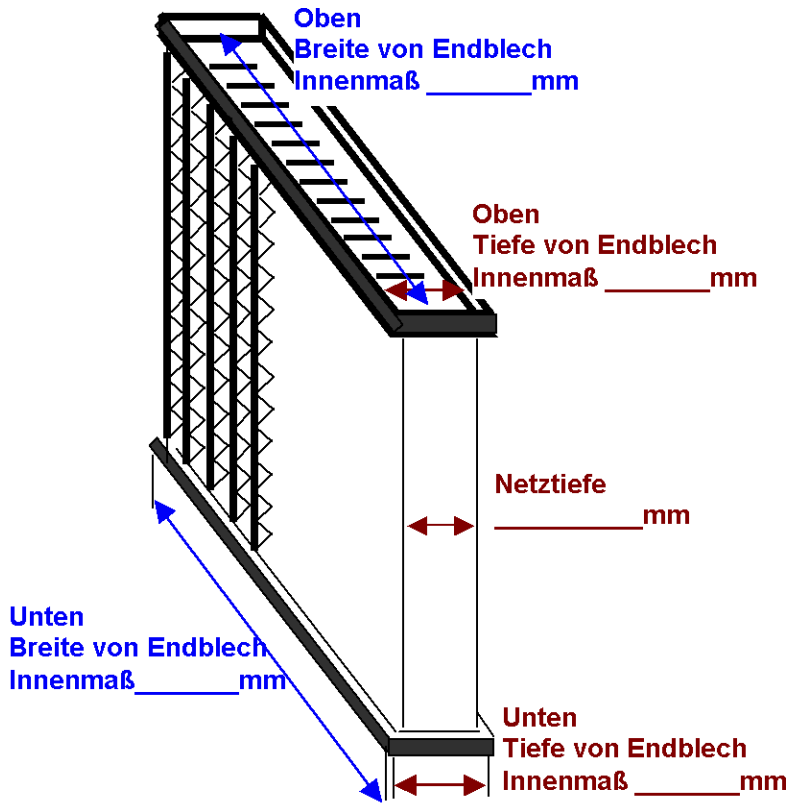 Oben
Breite von Endblech
Innenmaß _______mm
Oben
Tiefe von Endblech
Innenmaß _______mm
Netztiefe
__________mm
Unten
Breite von Endblech
Innenmaß_______mm
Unten
Tiefe von Endblech
Innenmaß _______mm